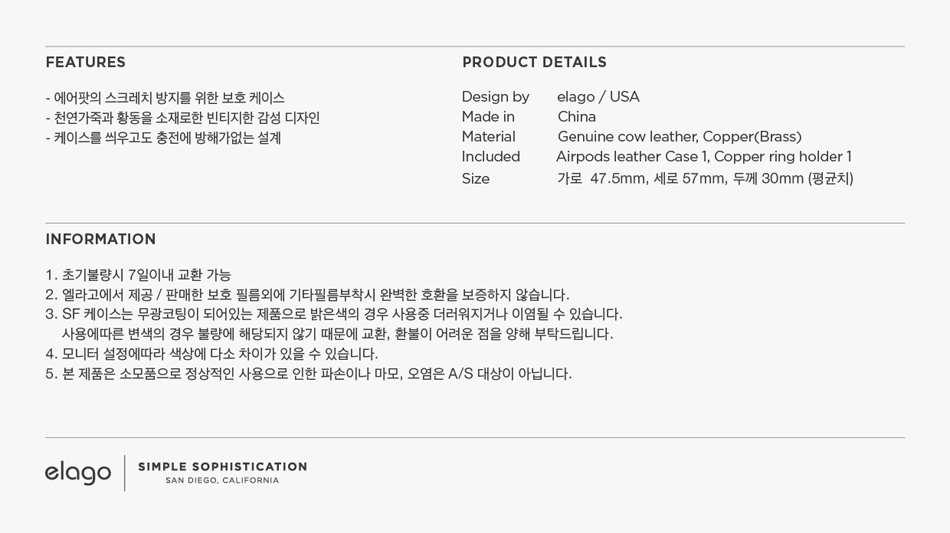 FEATURES
- 에어팟의 스크레치 방지를 위한 보호 케이스
- 천연가죽과 황동을 소재로한 빈티지한 감성 디자인
- 케이스를 씌우고도 충전에 방해가없는 설계
PRODUCT DETAILS
Design by elago / USA
Made in China
Material Genuine cow leather, Copper(Brass)
Included Airpods leather Case 1, Copper ring holder 1
Size 가로 47.5mm, 세로 57mm, 두께 30mm (평균치)
INFORMATION
1. 초기불량시 7일이내 교환 가능
2. 엘라고에서 제공 / 판매한 보호 필름외에 기타필름부착시 완벽한 호환을 보증하지 않습니다.
3. SF 케이스는 무광코팅이 되어있는 제품으로 밝은색의 경우 사용중 더러워지거나 이염될 수 있습니다.
사용에따른 변색의 경우 불량에 해당되지 않기 때문에 교환, 환불이 어려운 점을 양해 부탁드립니다.
4. 모니터 설정에따라 색상에 다소 차이가 있을 수 있습니다.
5. 본 제품은 소모품으로 정상적인 사용으로 인한 파손이나 마모, 오염은 A/S 대상이 아닙니다.
elago
SIMPLE SOPHISTICATION
SAN DIEGO, CALIFORNIA